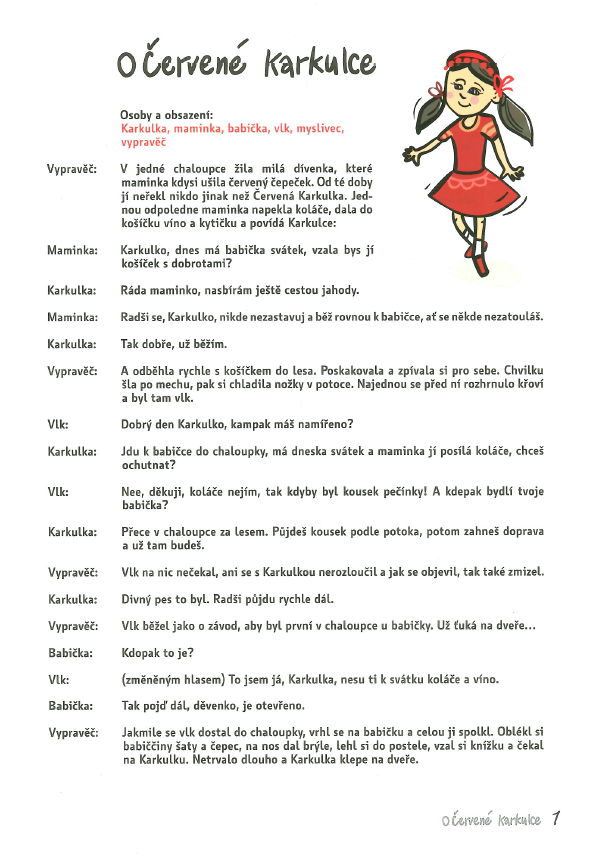 O Červené Karkulce
Osoby a obsazení:
Karkulka, maminka, babička, vlk, myslivec,
vypravěč
Vypravěč: V jedné chaloupce žila milá dívenka, které
maminka kdysi ušila červený čepeček. Od té doby
jí neřekl nikdo jinak než Červená Karkulka. Jed-
nou odpoledne maminka napekla koláče, dala do
košíčku víno a kytičku a povídá Karkulce:
Maminka: Karkulko, dnes má babička svátek, vzala bys jí
košíček s dobrotami?
Karkulka: Ráda maminko, nasbírám ještě cestou jahody.
Maminka: Radši se, Karkulko, nikde nezastavuj a běž rovnou k babičce, ať se někde nezatouláš.
Karkulka: Tak dobře, už běžím.
Vypravěč: A odběhla rychle s košíčkem do lesa. Poskakovala a zpívala si pro sebe. Chvilku
šla po mechu, pak si chladila nožky v potoce. Najednou se před ní rozhrnulo křoví
a byl tam vlk.
Vlk: Dobrý den Karkulko, kampak máš namířeno?
Karkulka: Jdu k babičce do chaloupky, má dneska svátek a maminka jí posílá koláče, chceš
ochutnat?
Vlk: Nee, děkuji, koláče nejím, tak kdyby byl kousek pečínky! A kdepak bydlí tvoje
babička?
Karkulka: Přece v chaloupce za lesem. Půjdeš kousek podle potoka, potom zahneš doprava
a už tam budeš.
Vypravěč: Vlk na nic nečekal, ani se s Karkulkou nerozloučil a jak se objevil, tak také zmizel.
Karkulka: Divný pes to byl. Radši půjdu rychle dál.
Vypravěč: Vlk běžel jako o závod, aby byl první v chaloupce u babičky. Už ťuká na dveře...
Babička: Kdopak to je?
Vlk: (změněným hlasem) To jsem já, Karkulka, nesu ti k svátku koláče a víno.
Babička: Tak pojď dál, děvenko, je otevřeno.
Vypravěč: Jakmile se vlk dostal do chaloupky, vrhl se na babičku a celou ji spolkl. Oblékl si
babiččiny šaty a čepec, na nos dal brýle, lehl si do postele, vzal si knížku a čekal
na Karkulku. Netrvalo dlouho a Karkulka klepe na dveře.
O Červené Karkulce 1